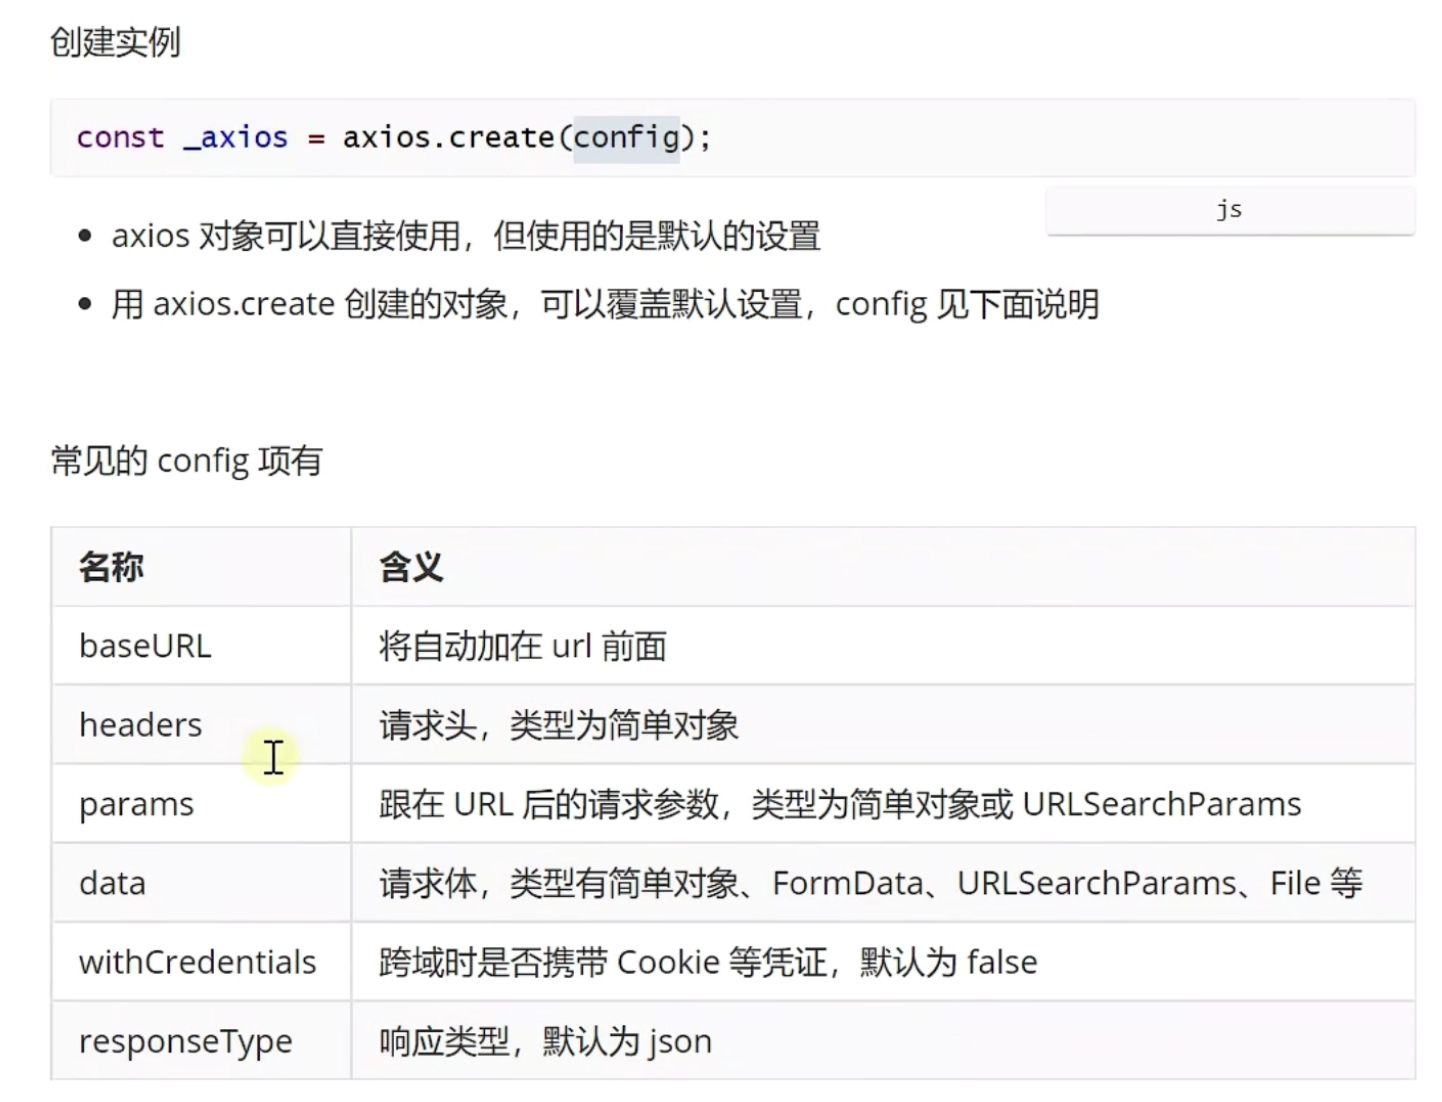 创建实例
const _axios = axios.create(config);
js
axios 对象可以直接使用，但使用的是默认的设置
用 axios.create 创建的对象，可以覆盖默认设置，config 见下面说明
常见的 config 项有
名称 含义
baseURL 将自动加在 url 前面
headers 请求头，类型为简单对象
params 跟在 URL 后的请求参数，类型为简单对象或 URLSearchParams
data 请求体，类型有简单对象、FormData、URLSearchParams、File 等
withCredentials 跨域时是否携带 Cookie 等凭证，默认为 false
responseType 响应类型，默认为 json